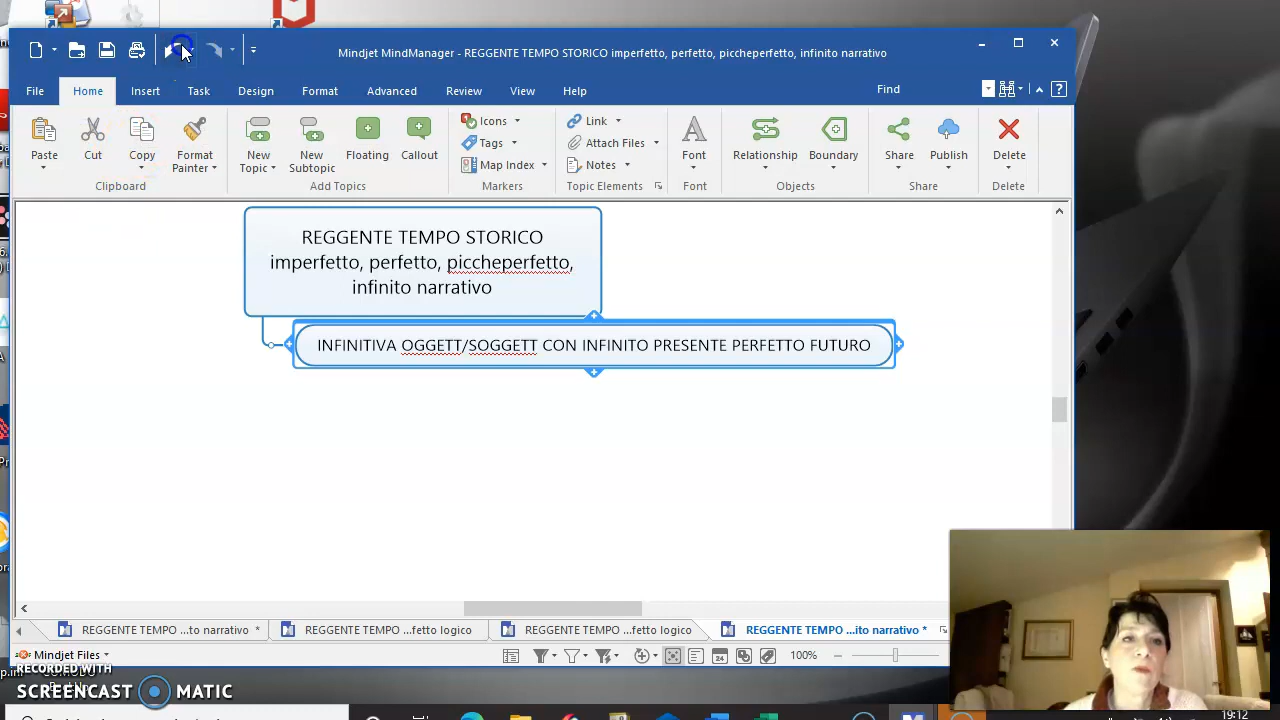 Mindjet MindManager - REGGENTE TEMPO STORICO imperfetto, perfetto, piccheperfetto, infinito narrativo
File Home Insert Task Design Format Advanced Review View Help Find
Paste Cut Copy Format Painter New Topic New Subtopic Floating Callout Icons Tags Map Index Link Attach Files Notes Font Relationship Boundary Share Publish Delete
Clipboard Add Topics Markers Topic Elements Font Objects Share Delete
REGGENTE TEMPO STORICO
imperfetto, perfetto, piccheperfetto,
infinito narrativo
INFINITIVA OGGETT/SOGGETT CON INFINITO PRESENTE PERFETTO FUTURO
REGGENTE TEMPO ...to narrativo * REGGENTE TEMPO ...fetto logico REGGENTE TEMPO ...fetto logico REGGENTE TEMPO ...ito narrativo *
Mindjet Files 24 100%
RECORDED WITH
SCREENCAST MATIC
19:12